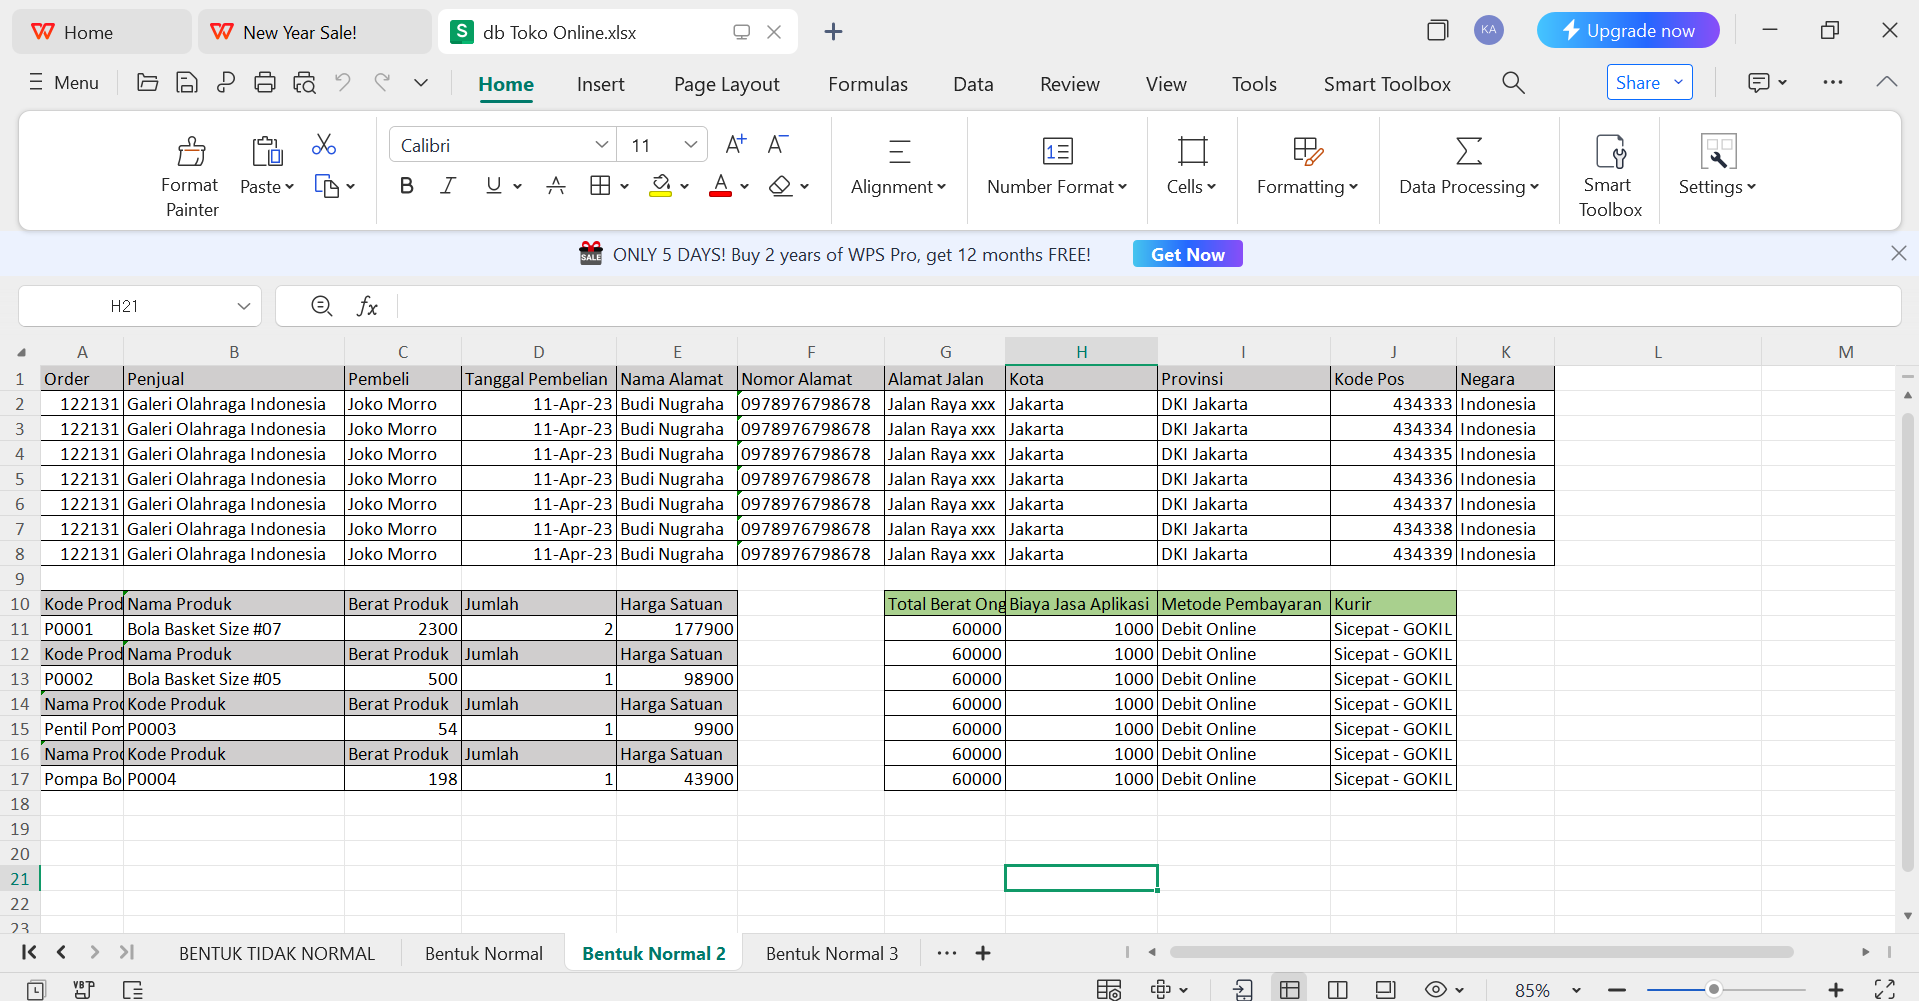 Home
New Year Sale!
S db Toko Online.xlsx
KA
Upgrade now
Menu
Home Insert Page Layout Formulas Data Review View Tools Smart Toolbox
Share
Format Painter
Paste
Calibri 11
A+ A-
B I U A
A
Alignment
Number Format
Cells
Formatting
Data Processing
Smart Toolbox
Settings
SALE ONLY 5 DAYS! Buy 2 years of WPS Pro, get 12 months FREE! Get Now
H21 fx
A B C D E F G H I J K L M
1 Order Penjual Pembeli Tanggal Pembelian Nama Alamat Nomor Alamat Alamat Jalan Kota Provinsi Kode Pos Negara
2 122131 Galeri Olahraga Indonesia Joko Morro 11-Apr-23 Budi Nugraha 0978976798678 Jalan Raya xxx Jakarta DKI Jakarta 434333 Indonesia
3 122131 Galeri Olahraga Indonesia Joko Morro 11-Apr-23 Budi Nugraha 0978976798678 Jalan Raya xxx Jakarta DKI Jakarta 434334 Indonesia
4 122131 Galeri Olahraga Indonesia Joko Morro 11-Apr-23 Budi Nugraha 0978976798678 Jalan Raya xxx Jakarta DKI Jakarta 434335 Indonesia
5 122131 Galeri Olahraga Indonesia Joko Morro 11-Apr-23 Budi Nugraha 0978976798678 Jalan Raya xxx Jakarta DKI Jakarta 434336 Indonesia
6 122131 Galeri Olahraga Indonesia Joko Morro 11-Apr-23 Budi Nugraha 0978976798678 Jalan Raya xxx Jakarta DKI Jakarta 434337 Indonesia
7 122131 Galeri Olahraga Indonesia Joko Morro 11-Apr-23 Budi Nugraha 0978976798678 Jalan Raya xxx Jakarta DKI Jakarta 434338 Indonesia
8 122131 Galeri Olahraga Indonesia Joko Morro 11-Apr-23 Budi Nugraha 0978976798678 Jalan Raya xxx Jakarta DKI Jakarta 434339 Indonesia
9
10 Kode Prod Nama Produk Berat Produk Jumlah Harga Satuan Total Berat Ong Biaya Jasa Aplikasi Metode Pembayaran Kurir
11 P0001 Bola Basket Size #07 2300 2 177900 60000 1000 Debit Online Sicepat - GOKIL
12 Kode Prod Nama Produk Berat Produk Jumlah Harga Satuan 60000 1000 Debit Online Sicepat - GOKIL
13 P0002 Bola Basket Size #05 500 1 98900 60000 1000 Debit Online Sicepat - GOKIL
14 Nama Prod Kode Produk Berat Produk Jumlah Harga Satuan 60000 1000 Debit Online Sicepat - GOKIL
15 Pentil Pom P0003 54 1 9900 60000 1000 Debit Online Sicepat - GOKIL
16 Nama Prod Kode Produk Berat Produk Jumlah Harga Satuan 60000 1000 Debit Online Sicepat - GOKIL
17 Pompa Bo P0004 198 1 43900 60000 1000 Debit Online Sicepat - GOKIL
18
19
20
21
22
23
BENTUK TIDAK NORMAL Bentuk Normal Bentuk Normal 2 Bentuk Normal 3
85%